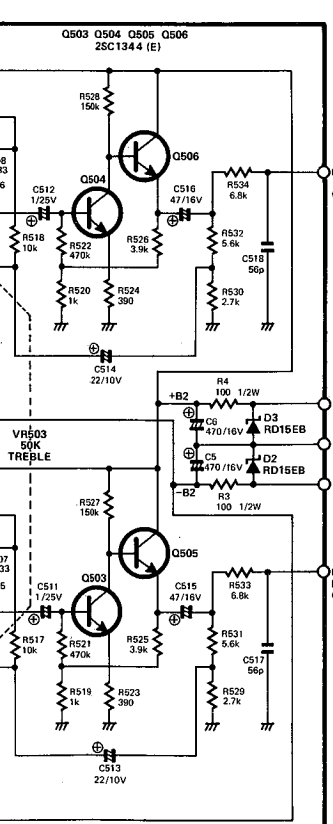 Q503 Q504 Q505 Q506
2SC1344 (E)
R528
150k
Q506
Q504
C512
1/25V
C516
47/16V
R534
6.8k
R518
10k
R522
470k
R526
3.9k
R532
5.6k
C518
56p
R520
1k
R524
390
R530
2.7k
C514
22/10V
+B2
R4
100 1/2W
VR503
50K
TREBLE
C6
470/16V
D3
RD15EB
C5
470/16V
D2
RD15EB
−B2
R3
100 1/2W
R527
150k
Q505
Q503
C511
1/25V
C515
47/16V
R533
6.8k
R517
10k
R521
470k
R525
3.9k
R531
5.6k
C517
56p
R519
1k
R523
390
R529
2.7k
C513
22/10V